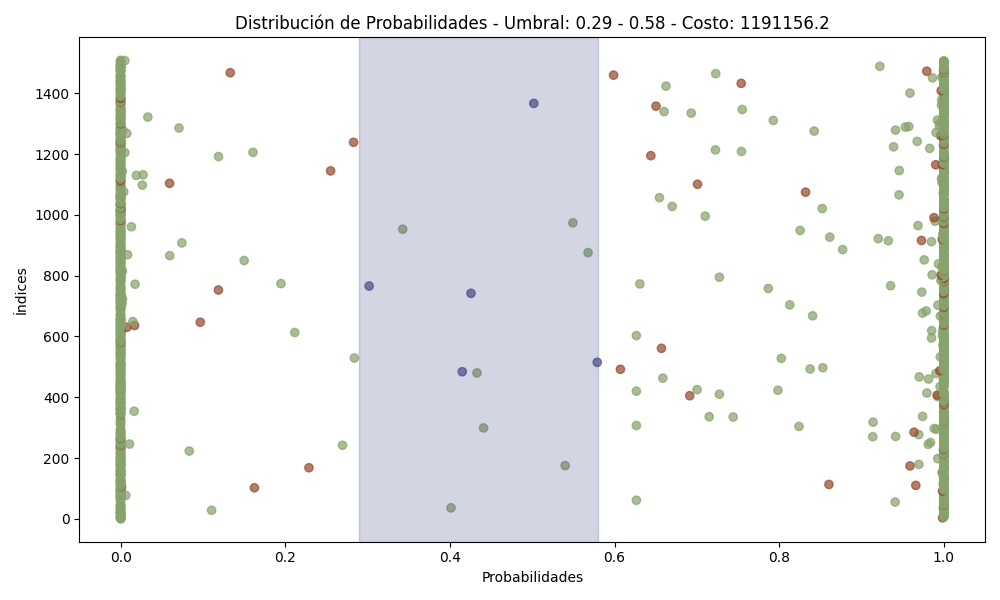 Distribución de Probabilidades - Umbral: 0.29 - 0.58 - Costo: 1191156.2
Índices
1400
1200
1000
800
600
400
200
0
0.0 0.2 0.4 0.6 0.8 1.0
Probabilidades